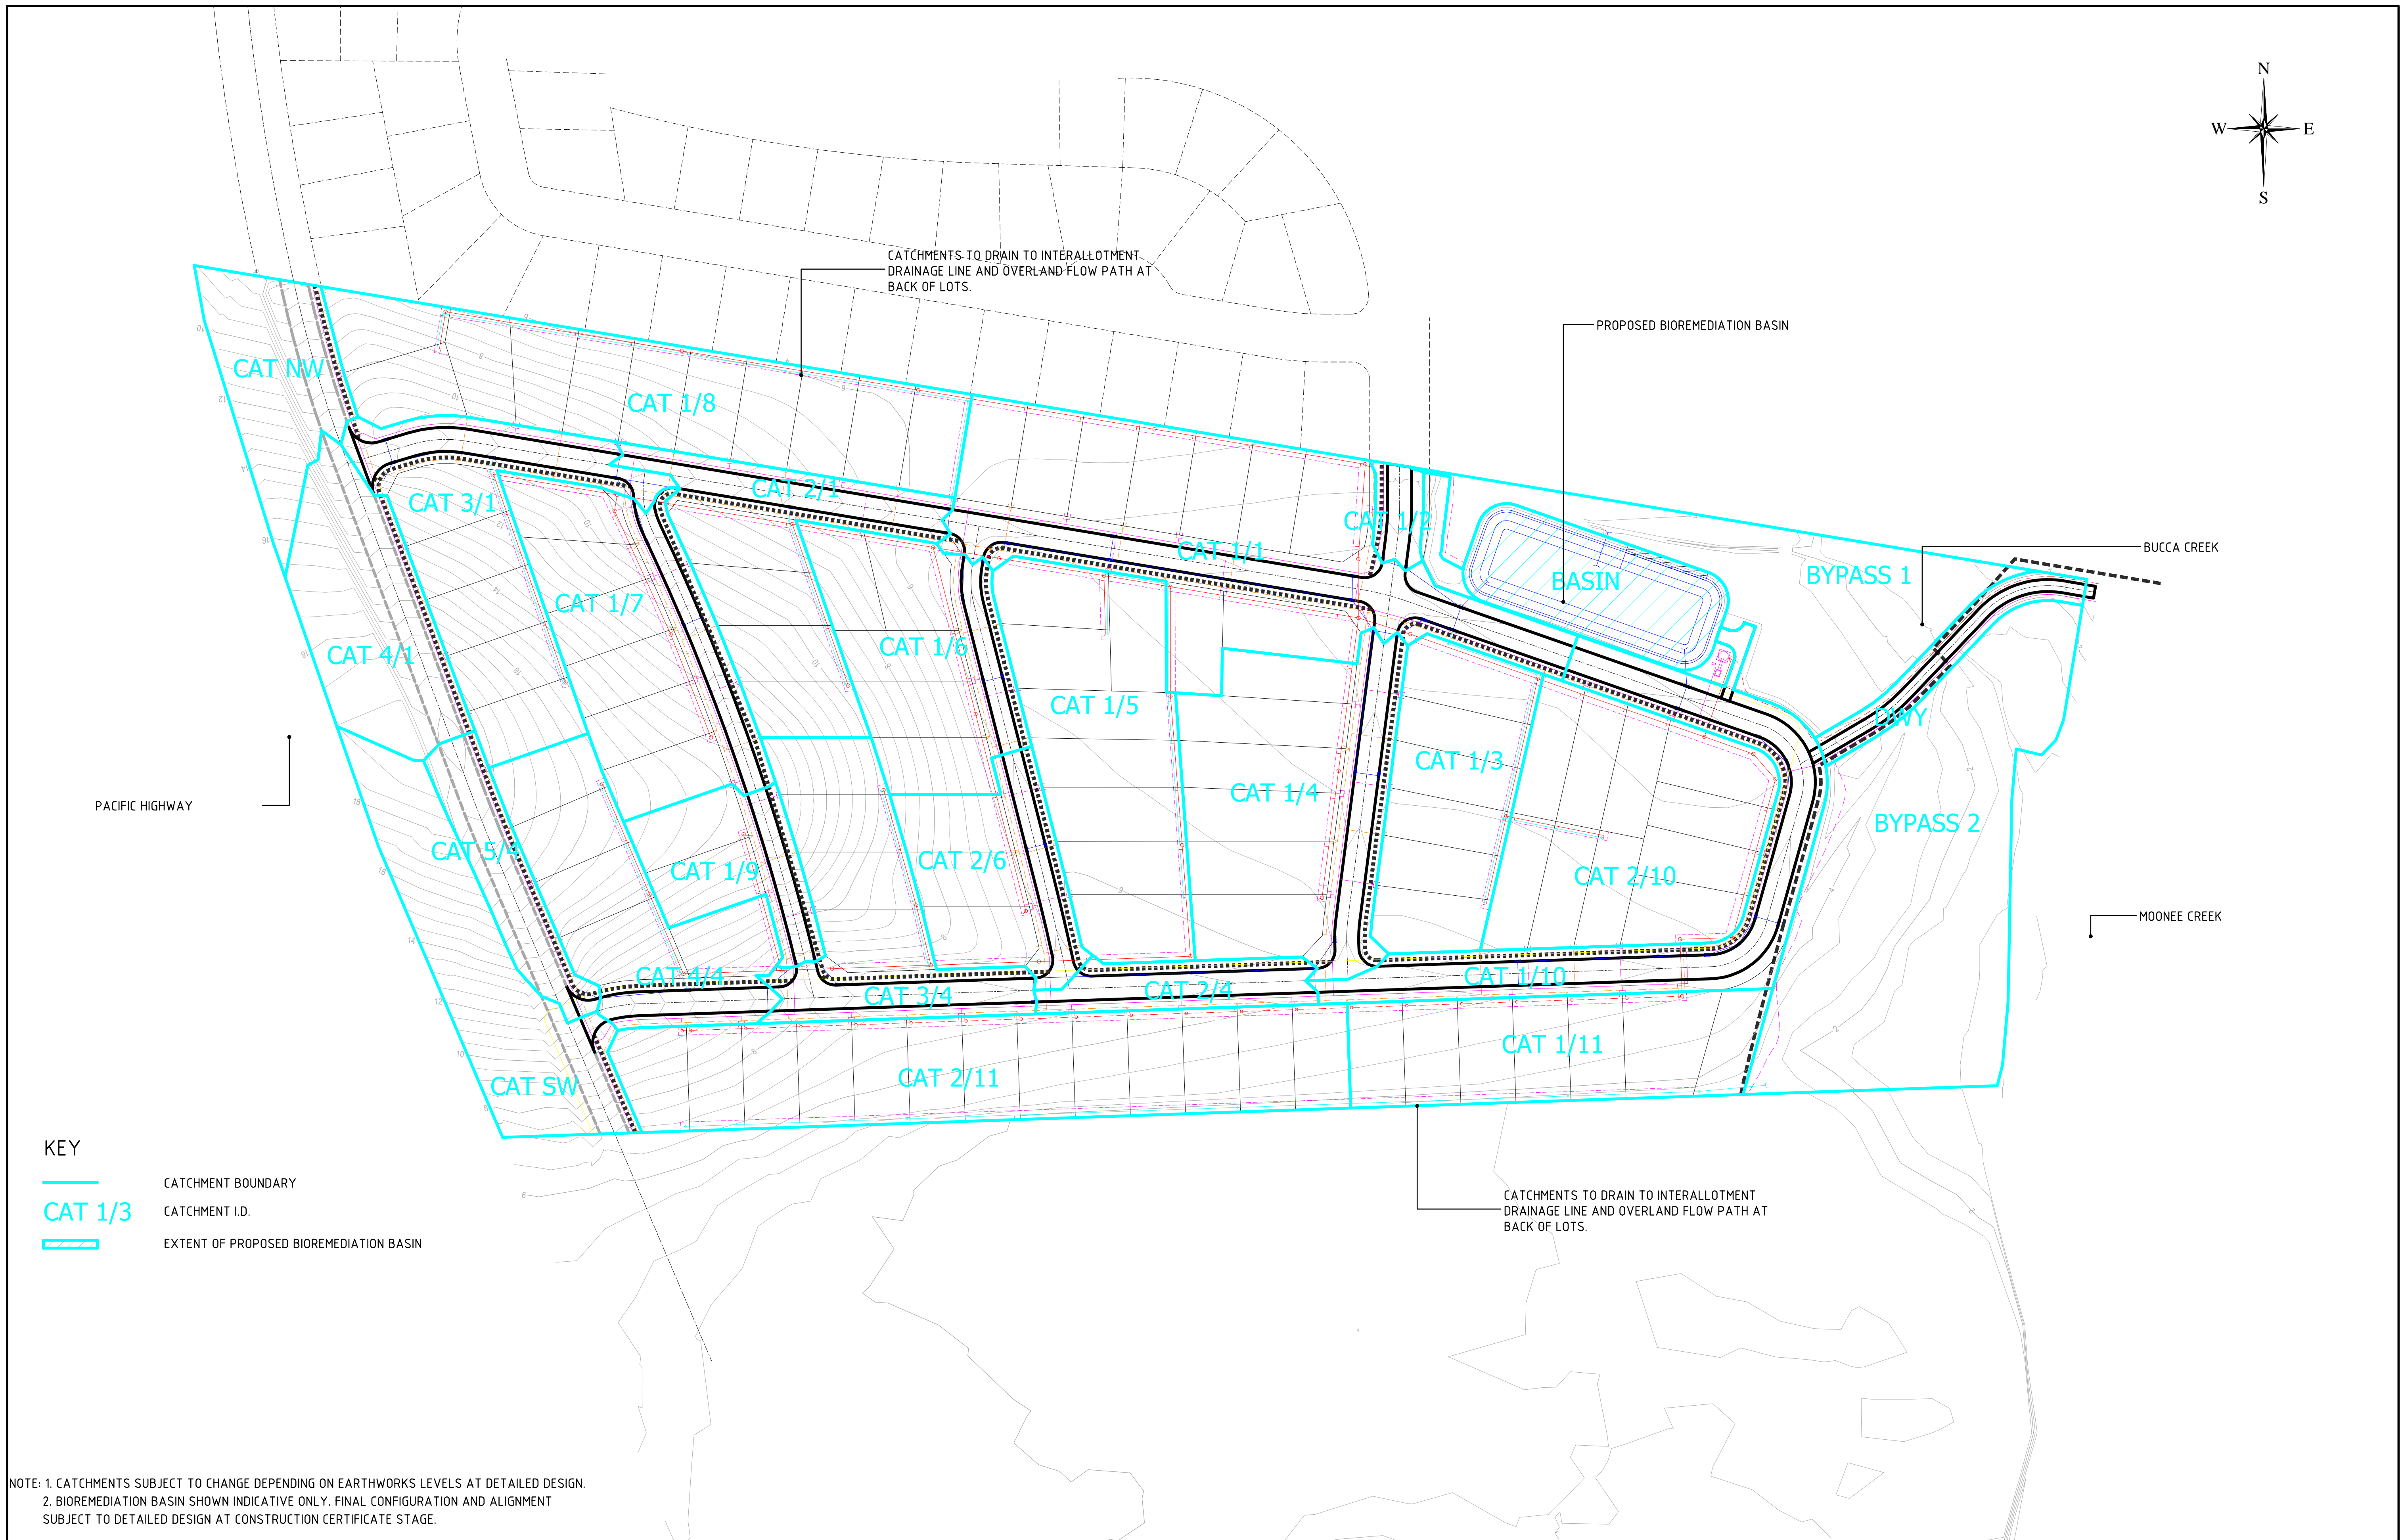 N
W
E
S
CATCHMENTS TO DRAIN TO INTERALLOTMENT
DRAINAGE LINE AND OVERLAND FLOW PATH AT
BACK OF LOTS.
PROPOSED BIOREMEDIATION BASIN
CAT NW
CAT 1/8
CAT 3/1
CAT 2/1
CAT 1/2
CAT 1/1
BUCCA CREEK
BASIN
BYPASS 1
CAT 1/7
CAT 1/6
CAT 4/1
CAT 1/5
DWY
CAT 1/3
CAT 1/4
PACIFIC HIGHWAY
BYPASS 2
CAT 5/4
CAT 1/9
CAT 2/6
CAT 2/10
MOONEE CREEK
CAT 4/4
CAT 3/4
CAT 2/4
CAT 1/10
CAT 1/11
CAT 2/11
CAT SW
KEY
CATCHMENT BOUNDARY
CAT 1/3 CATCHMENT I.D.
EXTENT OF PROPOSED BIOREMEDIATION BASIN
CATCHMENTS TO DRAIN TO INTERALLOTMENT
DRAINAGE LINE AND OVERLAND FLOW PATH AT
BACK OF LOTS.
NOTE: 1. CATCHMENTS SUBJECT TO CHANGE DEPENDING ON EARTHWORKS LEVELS AT DETAILED DESIGN.
2. BIOREMEDIATION BASIN SHOWN INDICATIVE ONLY. FINAL CONFIGURATION AND ALIGNMENT
SUBJECT TO DETAILED DESIGN AT CONSTRUCTION CERTIFICATE STAGE.